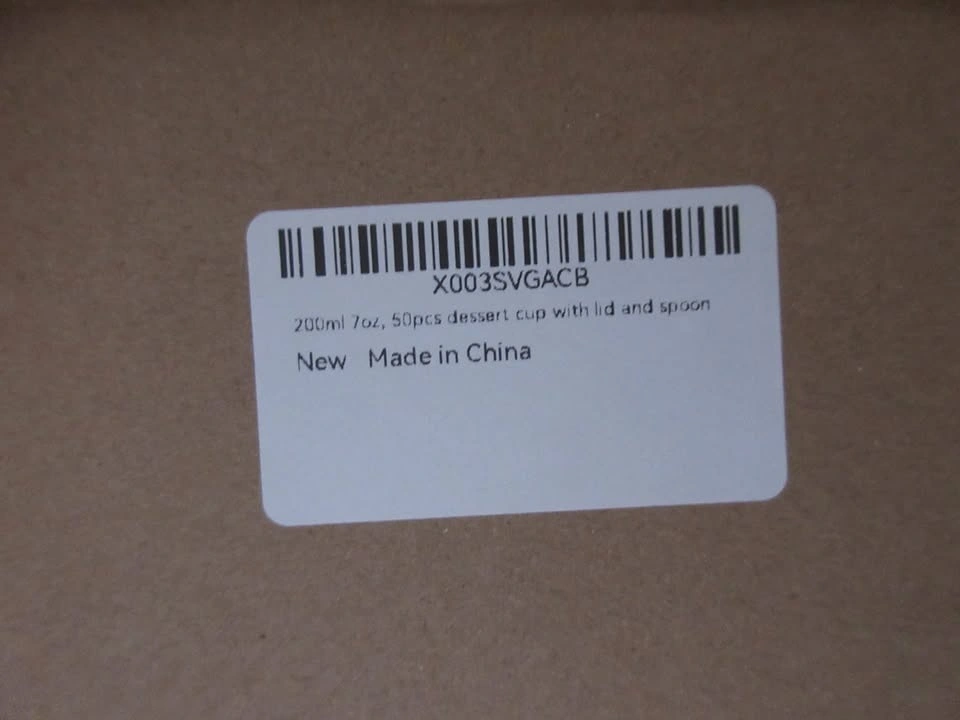 X003SVGACB
200ml 7oz, 50pcs dessert cup with lid and spoon
New Made in China